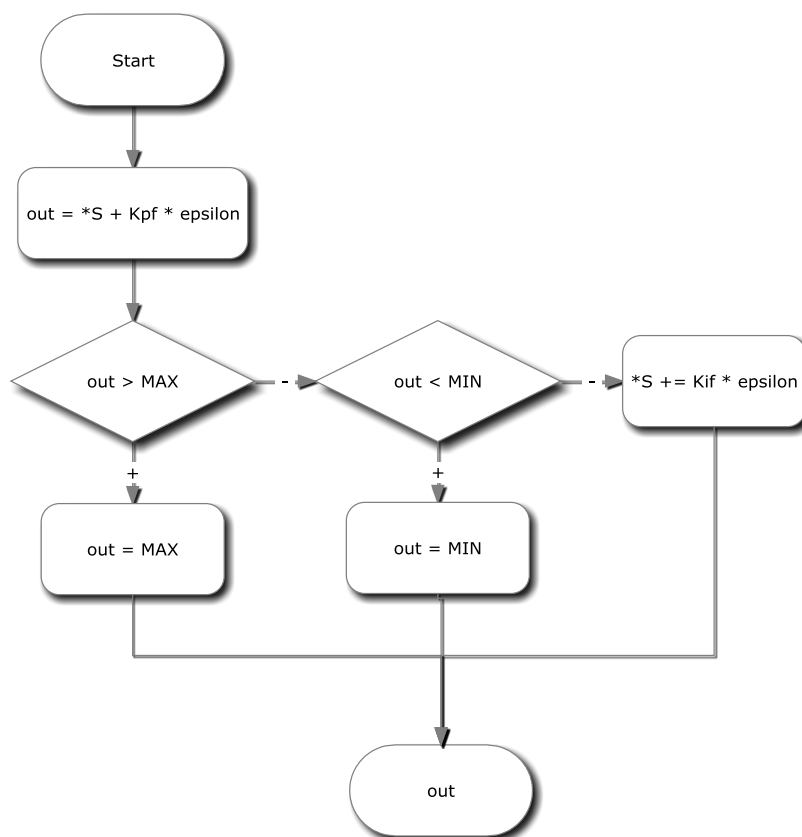 Start
out = *S + Kpf * epsilon
out > MAX
-
out < MIN
-
*S += Kif * epsilon
+
+
out = MAX
out = MIN
out